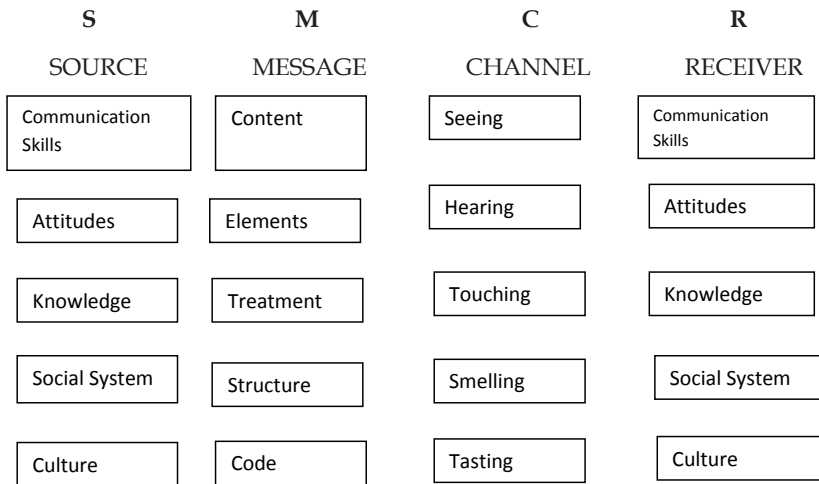 S M C R
SOURCE MESSAGE CHANNEL RECEIVER
Communication
Skills
Content
Seeing
Communication
Skills
Attitudes
Elements
Hearing
Attitudes
Knowledge
Treatment
Touching
Knowledge
Social System
Structure
Smelling
Social System
Culture
Code
Tasting
Culture